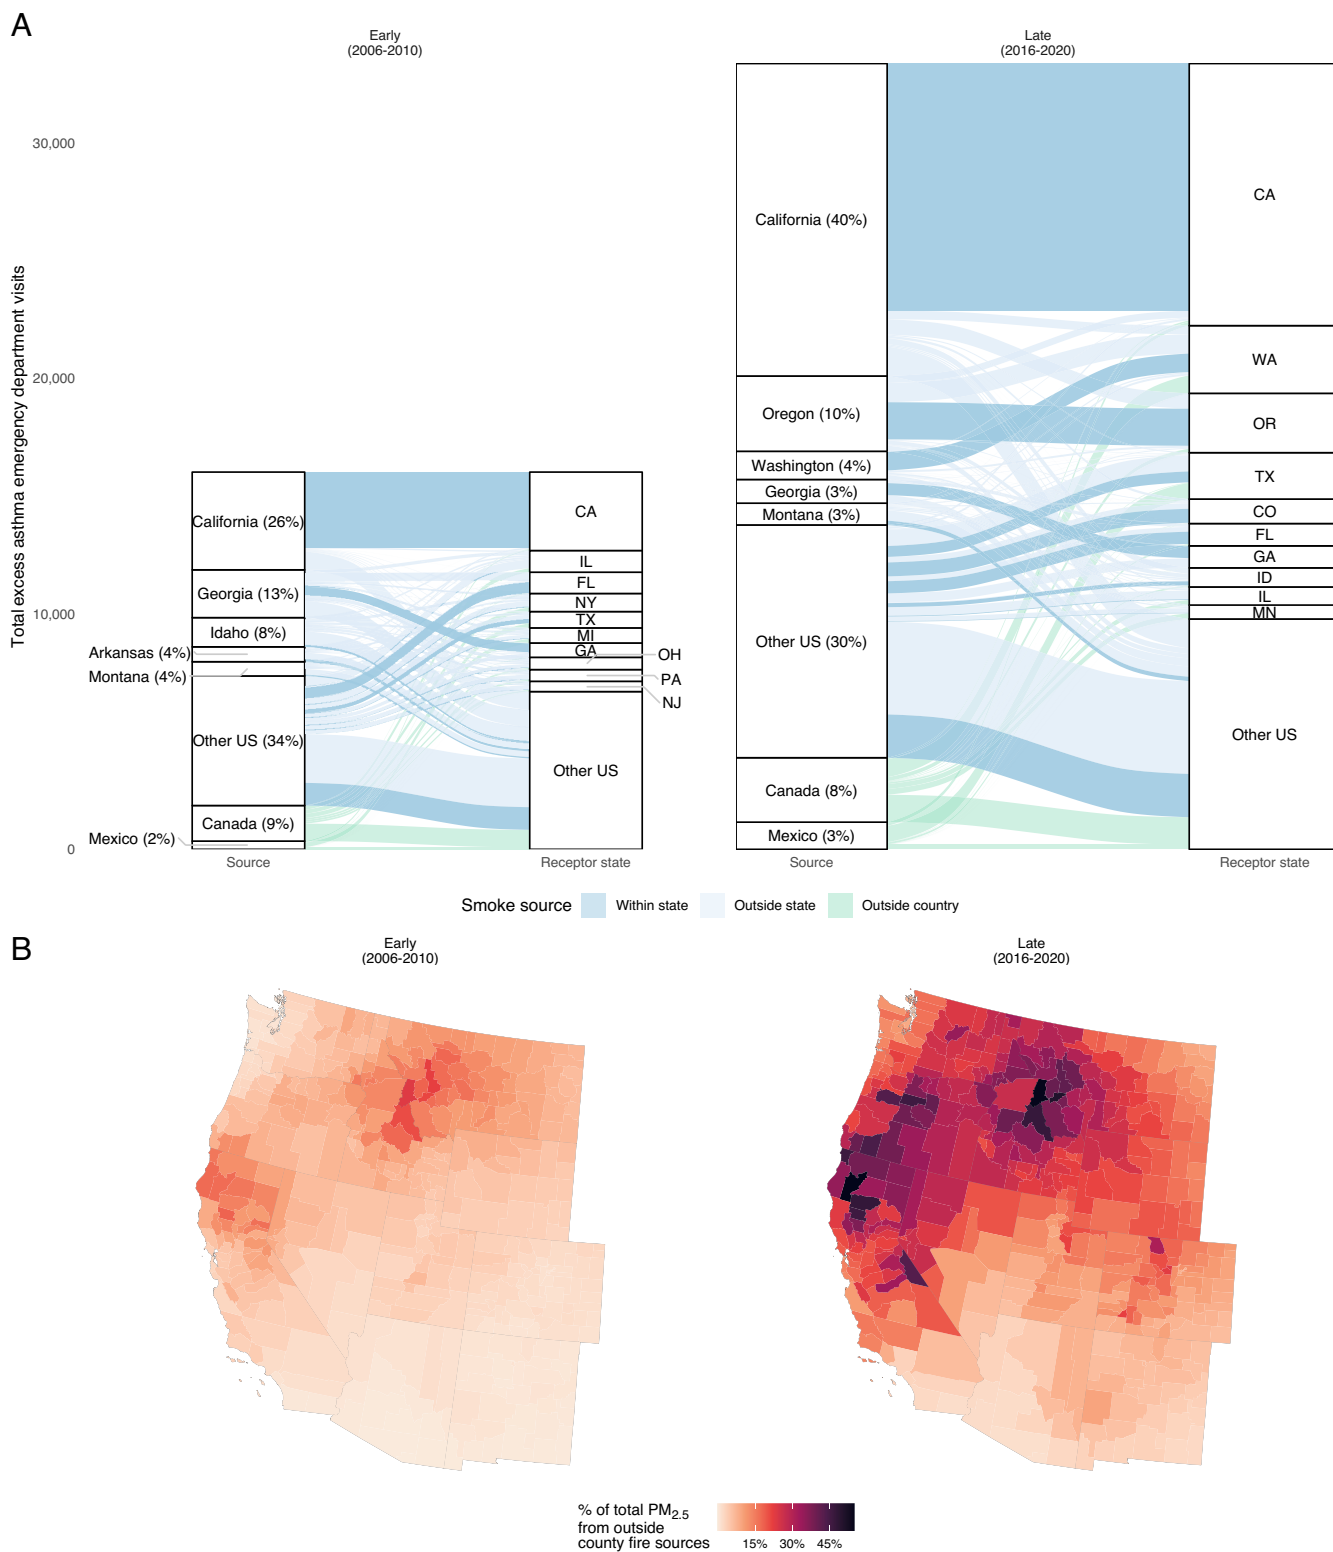 A
Early
(2006-2010)
Late
(2016-2020)
Total excess asthma emergency department visits
30,000
20,000
10,000
0
California (26%)
Georgia (13%)
Idaho (8%)
Arkansas (4%)
Montana (4%)
Other US (34%)
Canada (9%)
Mexico (2%)
CA
IL
FL
NY
TX
MI
GA
OH
PA
NJ
Other US
Source
Receptor state
California (40%)
Oregon (10%)
Washington (4%)
Georgia (3%)
Montana (3%)
Other US (30%)
Canada (8%)
Mexico (3%)
CA
WA
OR
TX
CO
FL
GA
ID
IL
MN
Other US
Source
Receptor state
Smoke source
Within state
Outside state
Outside country
B
Early
(2006-2010)
Late
(2016-2020)
% of total PM2.5
from outside
county fire sources
15%
30%
45%